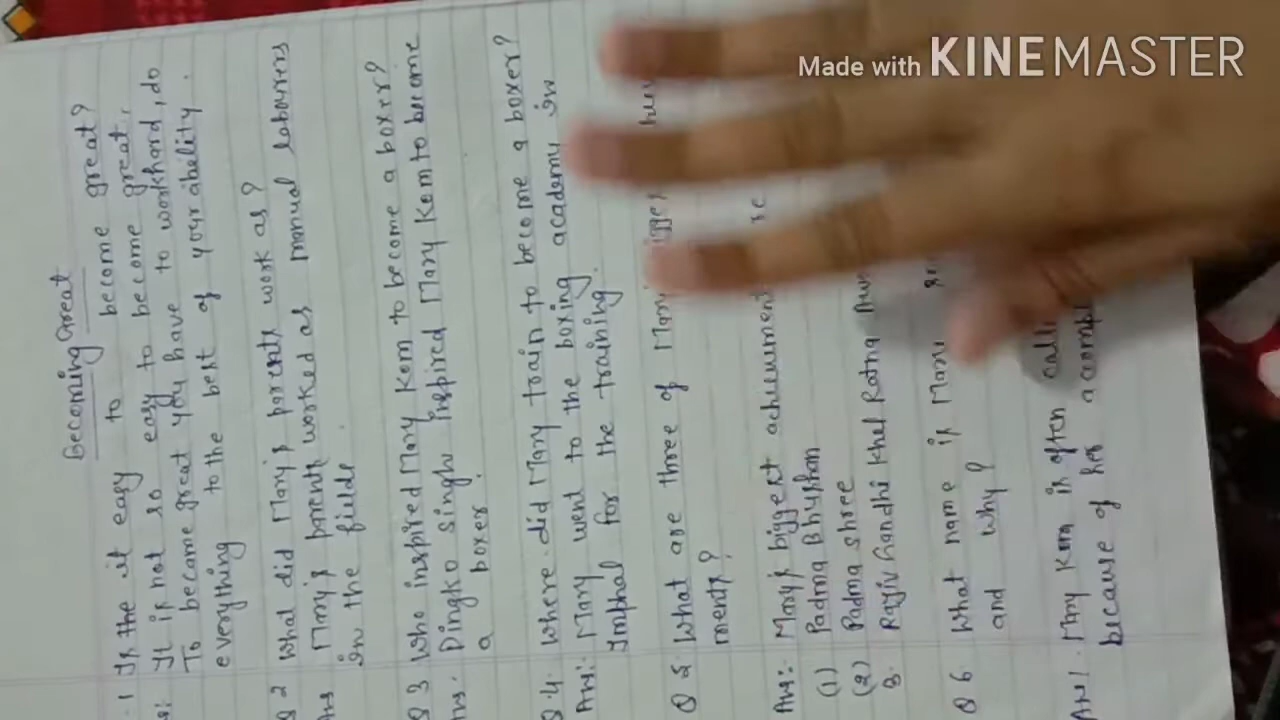 Made with KINEMASTER
Becoming Great
. 1 Is the it easy to become great?
It is not so easy to become great,
To became great you have to workhard, do
everything to the best of your ability.
Q 2 What did Mary's parents work as?
Ans Mary's parents worked as manual labourers
in the fields
Q 3 Who inspired Mary Kom to become a boxer?
Ans. Dingko singh inspired Mary Kom to become
a boxer
Q 4. Where did Mary train to become a boxer?
Ans:. Mary went to the boxing academy in
Imphal for the training.
Q 5 What are three of
ments?
Ans:. Mary's biggest
(1) Padma Bhushan
(2) Padma shree
3. Rajiv Gandhi Khel Ratna
Q 6. What name is Mary
and why?
Ans. Mary Kom is often
because of her